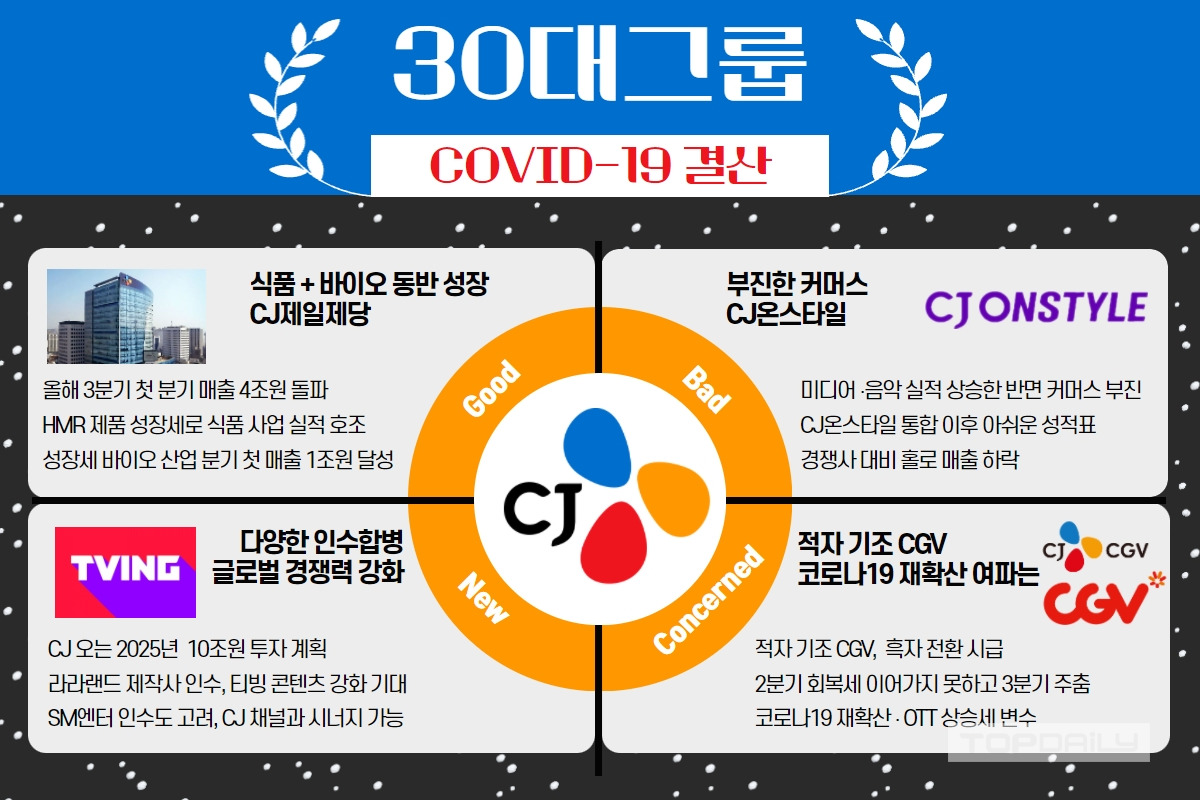 30대그룹
COVID-19 결산
식품 + 바이오 동반 성장
CJ제일제당
올해 3분기 첫 분기 매출 4조원 돌파
HMR 제품 성장세로 식품 사업 실적 호조
성장세 바이오 산업 분기 첫 매출 1조원 달성
Good
부진한 커머스
CJ온스타일
CJ ONSTYLE
미디어 ·음악 실적 상승한 반면 커머스 부진
CJ온스타일 통합 이후 아쉬운 성적표
경쟁사 대비 홀로 매출 하락
Bad
CJ
TVING
다양한 인수합병
글로벌 경쟁력 강화
CJ 오는 2025년 10조원 투자 계획
라라랜드 제작사 인수, 티빙 콘텐츠 강화 기대
SM엔터 인수도 고려, CJ 채널과 시너지 가능
New
적자 기조 CGV
코로나19 재확산 여파는
CJ CGV
CGV
적자 기조 CGV, 흑자 전환 시급
2분기 회복세 이어가지 못하고 3분기 주춤
코로나19 재확산 · OTT 상승세 변수
Concerned
TOPDAILY